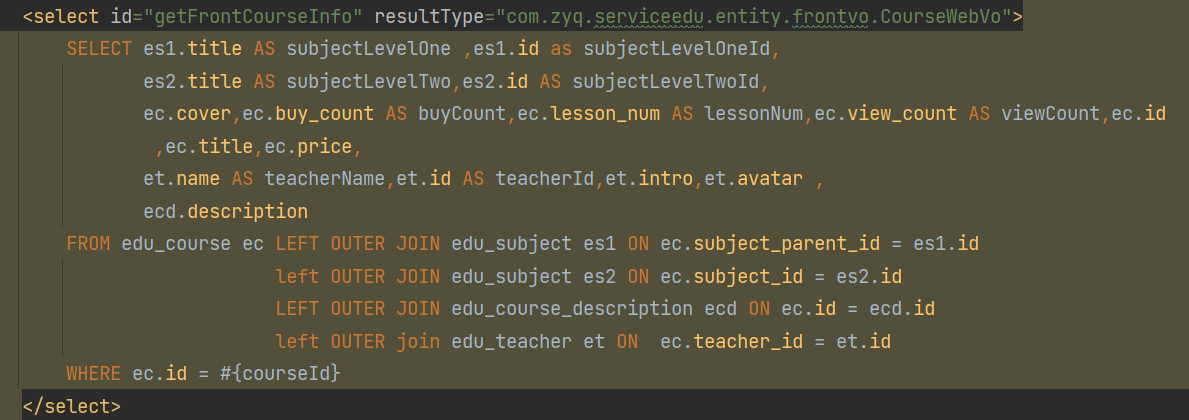 <select id="getFrontCourseInfo" resultType="com.zyq.serviceedu.entity.frontvo.CourseWebVo">
SELECT es1.title AS subjectLevelOne ,es1.id as subjectLevelOneId,
es2.title AS subjectLevelTwo,es2.id AS subjectLevelTwoId,
ec.cover,ec.buy_count AS buyCount,ec.lesson_num AS lessonNum,ec.view_count AS viewCount,ec.id
,ec.title,ec.price,
et.name AS teacherName,et.id AS teacherId,et.intro,et.avatar ,
ecd.description
FROM edu_course ec LEFT OUTER JOIN edu_subject es1 ON ec.subject_parent_id = es1.id
left OUTER JOIN edu_subject es2 ON ec.subject_id = es2.id
LEFT OUTER JOIN edu_course_description ecd ON ec.id = ecd.id
left OUTER join edu_teacher et ON  ec.teacher_id = et.id
WHERE ec.id = #{courseId}
</select>